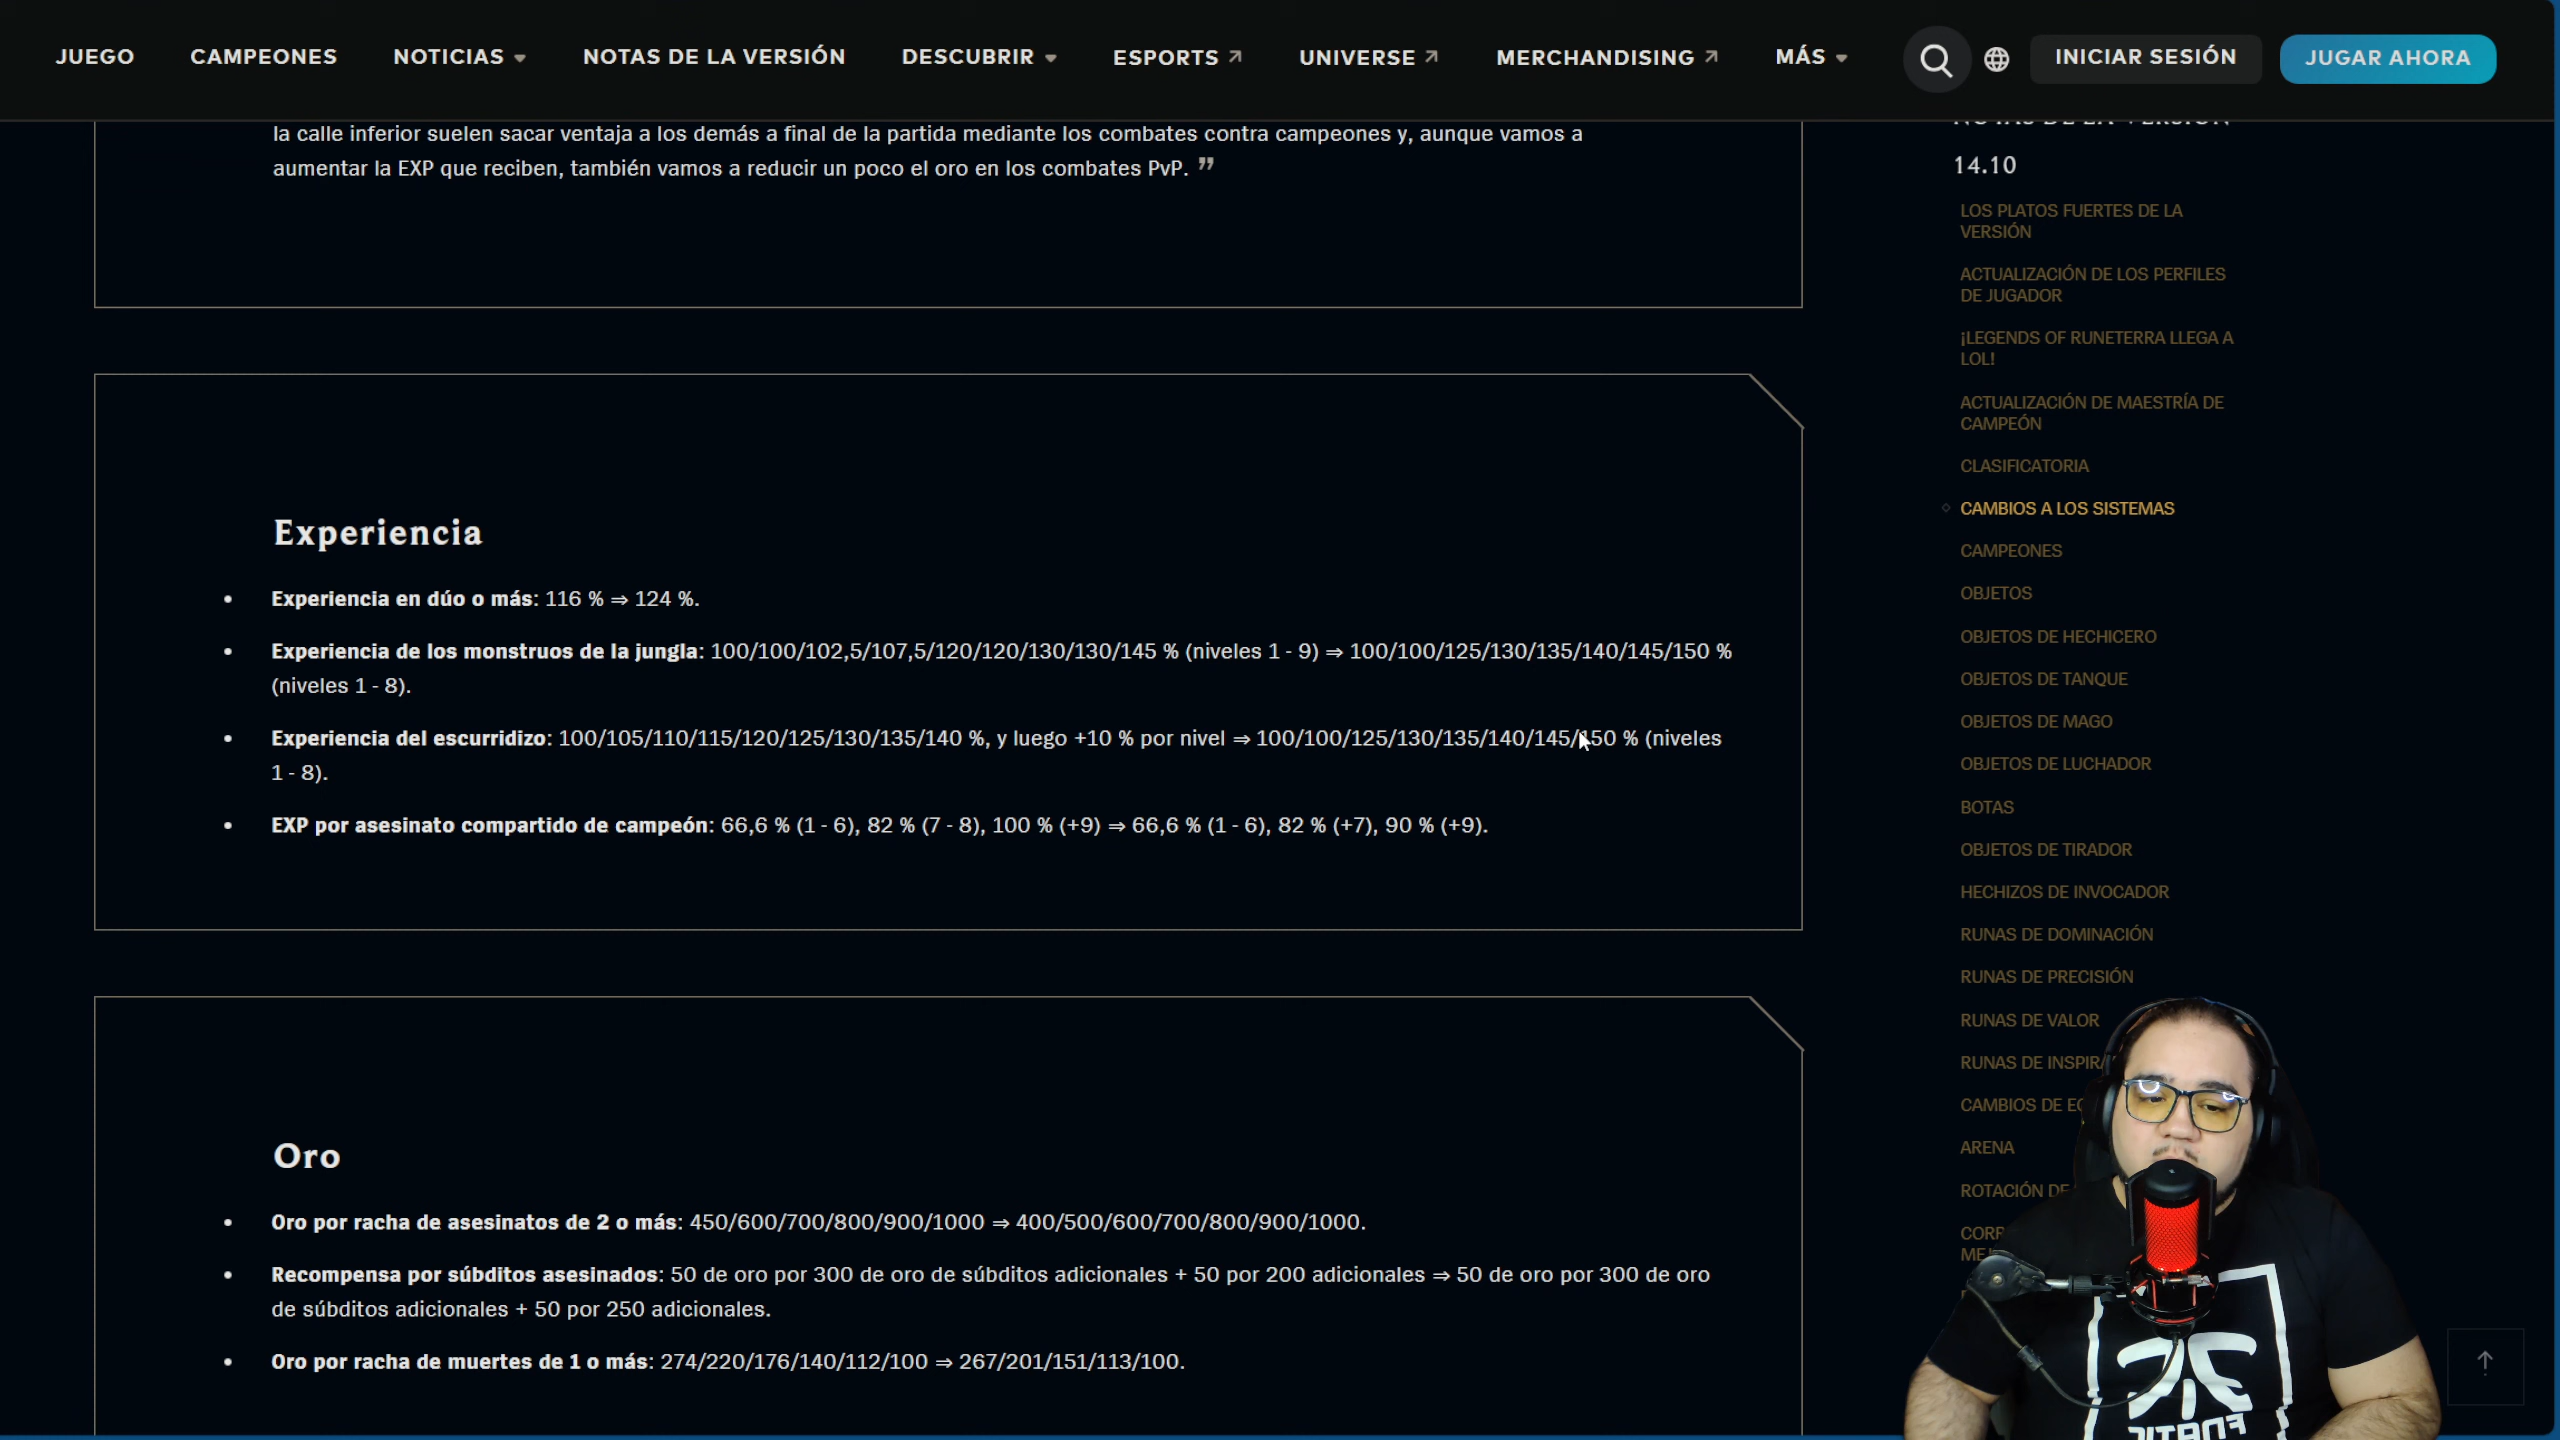 JUEGO CAMPEONES NOTICIAS NOTAS DE LA VERSIÓN DESCUBRIR ESPORTS UNIVERSE MERCHANDISING MÁS INICIAR SESIÓN JUGAR AHORA
la calle inferior suelen sacar ventaja a los demás a final de la partida mediante los combates contra campeones y, aunque vamos a
aumentar la EXP que reciben, también vamos a reducir un poco el oro en los combates PvP. ”
Experiencia
• Experiencia en dúo o más: 116 % ⇒ 124 %.
• Experiencia de los monstruos de la jungla: 100/100/102,5/107,5/120/120/130/130/145 % (niveles 1 - 9) ⇒ 100/100/125/130/135/140/145/150 %
(niveles 1 - 8).
• Experiencia del escurridizo: 100/105/110/115/120/125/130/135/140 %, y luego +10 % por nivel ⇒ 100/100/125/130/135/140/145/150 % (niveles
1 - 8).
• EXP por asesinato compartido de campeón: 66,6 % (1 - 6), 82 % (7 - 8), 100 % (+9) ⇒ 66,6 % (1 - 6), 82 % (+7), 90 % (+9).
Oro
• Oro por racha de asesinatos de 2 o más: 450/600/700/800/900/1000 ⇒ 400/500/600/700/800/900/1000.
• Recompensa por súbditos asesinados: 50 de oro por 300 de oro de súbditos adicionales + 50 por 200 adicionales ⇒ 50 de oro por 300 de oro
de súbditos adicionales + 50 por 250 adicionales.
• Oro por racha de muertes de 1 o más: 274/220/176/140/112/100 ⇒ 267/201/151/113/100.
NOTAS DE LA VERSIÓN
14.10
LOS PLATOS FUERTES DE LA
VERSIÓN
ACTUALIZACIÓN DE LOS PERFILES
DE JUGADOR
¡LEGENDS OF RUNETERRA LLEGA A
LOL!
ACTUALIZACIÓN DE MAESTRÍA DE
CAMPEÓN
CLASIFICATORIA
CAMBIOS A LOS SISTEMAS
CAMPEONES
OBJETOS
OBJETOS DE HECHICERO
OBJETOS DE TANQUE
OBJETOS DE MAGO
OBJETOS DE LUCHADOR
BOTAS
OBJETOS DE TIRADOR
HECHIZOS DE INVOCADOR
RUNAS DE DOMINACIÓN
RUNAS DE PRECISIÓN
RUNAS DE VALOR
RUNAS DE
CAMBIOS DE
ARENA
ROTACIÓN DE